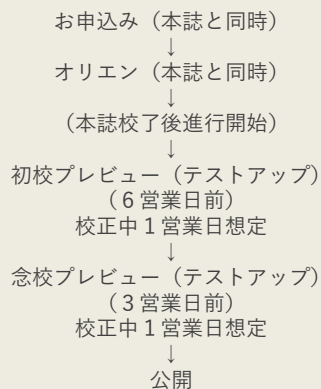 お申込み（本誌と同時）
↓
オリエン（本誌と同時）
↓
（本誌校了後進行開始）
↓
初校プレビュー（テストアップ）
（６営業日前）
校正中１営業日想定
↓
念校プレビュー（テストアップ）
（３営業日前）
校正中１営業日想定
↓
公開